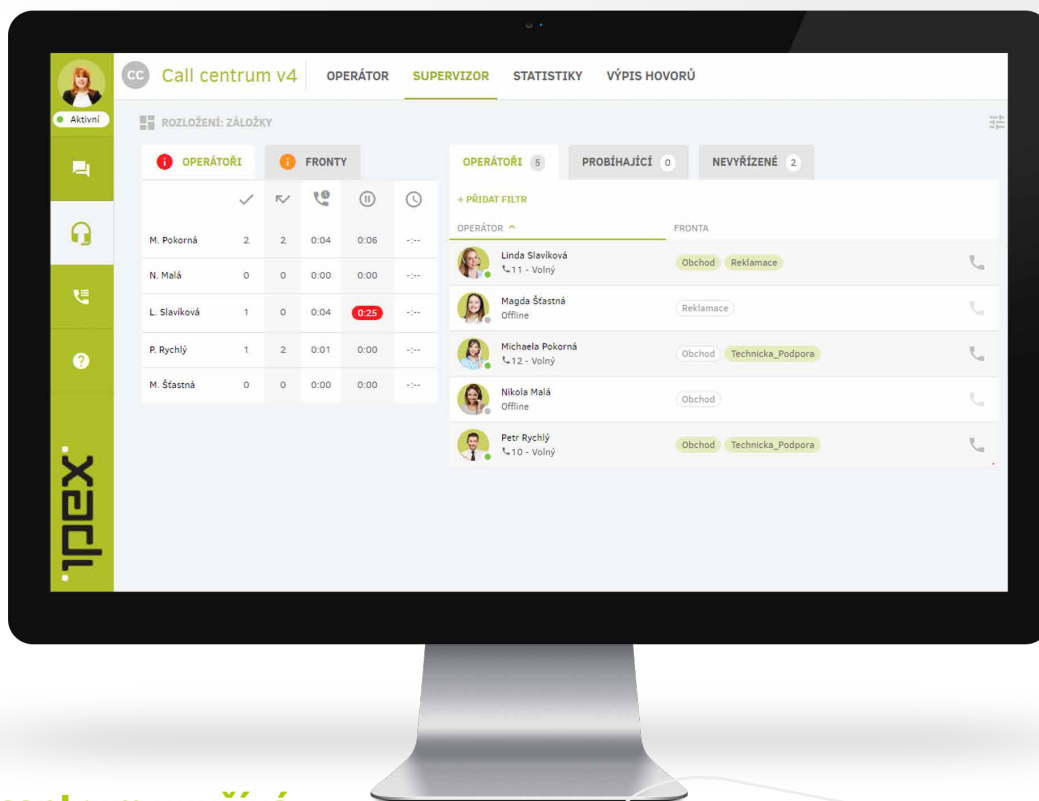 CC Call centrum v4 OPERÁTOR SUPERVIZOR STATISTIKY VÝPIS HOVORŮ
Aktivní
ROZLOŽENÍ: ZÁLOŽKY
OPERÁTOŘI FRONTY
M. Pokorná 2 2 0:04 0:06 -:--
N. Malá 0 0 0:00 0:00 -:--
L. Slavíková 1 0 0:04 0:25 -:--
P. Rychlý 1 2 0:01 0:00 -:--
M. Šťastná 0 0 0:00 0:00 -:--
OPERÁTOŘI 5 PROBÍHAJÍCÍ 0 NEVYŘÍZENÉ 2
+ PŘIDAT FILTR
OPERÁTOR FRONTA
Linda Slavíková
11 - Volný
Obchod Reklamace
Magda Šťastná
Offline
Reklamace
Michaela Pokorná
12 - Volný
Obchod Technicka_Podpora
Nikola Malá
Offline
Obchod
Petr Rychlý
10 - Volný
Obchod Technicka_Podpora
ipex.